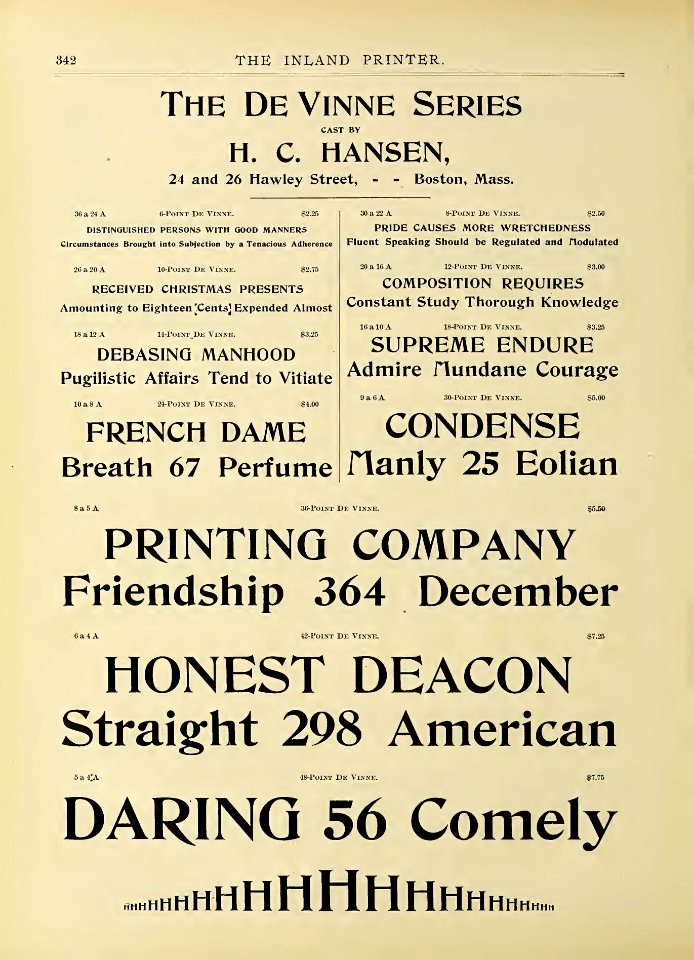 342
THE INLAND PRINTER.
THE DE VINNE SERIES
CAST BY
H. C. HANSEN,
24 and 26 Hawley Street, - - Boston, Mass.
36 a 24 A 6-POINT DE VINNE. $2.25
DISTINGUISHED PERSONS WITH GOOD MANNERS
Circumstances Brought into Subjection by a Tenacious Adherence
26 a 20 A 10-POINT DE VINNE. $2.75
RECEIVED CHRISTMAS PRESENTS
Amounting to Eighteen Cents Expended Almost
18 a 12 A 14-POINT DE VINNE. $3.25
DEBASING MANHOOD
Pugilistic Affairs Tend to Vitiate
10 a 8 A 24-POINT DE VINNE. $4.00
FRENCH DAME
Breath 67 Perfume
30 a 22 A 8-POINT DE VINNE. $2.50
PRIDE CAUSES MORE WRETCHEDNESS
Fluent Speaking Should be Regulated and Modulated
20 a 16 A 12-POINT DE VINNE. $3.00
COMPOSITION REQUIRES
Constant Study Thorough Knowledge
16 a 10 A 18-POINT DE VINNE. $3.25
SUPREME ENDURE
Admire Mundane Courage
9 a 6 A 30-POINT DE VINNE. $5.00
CONDENSE
Manly 25 Eolian
8 a 5 A 36-POINT DE VINNE. $5.50
PRINTING COMPANY
Friendship 364 December
6 a 4 A 42-POINT DE VINNE. $7.25
HONEST DEACON
Straight 298 American
5 a 4 A 48-POINT DE VINNE. $7.75
DARING 56 Comely
HHHHHHHHHHHHHHHHHHHHH